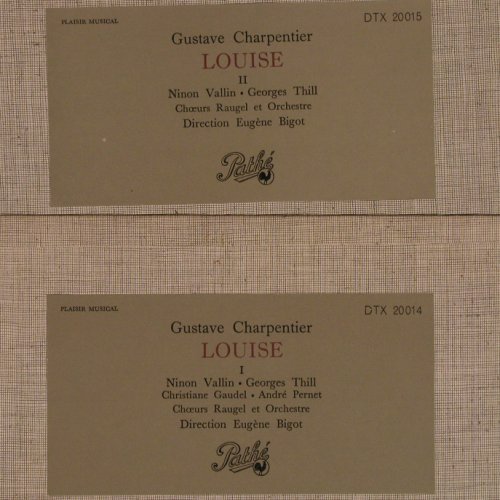 PLAISIR MUSICAL
DTX 20015
Gustave Charpentier
LOUISE
II
Ninon Vallin • Georges Thill
Chœurs Raugel et Orchestre
Direction Eugène Bigot
Pathé
PLAISIR MUSICAL
DTX 20014
Gustave Charpentier
LOUISE
I
Ninon Vallin • Georges Thill
Christiane Gaudel • André Pernet
Chœurs Raugel et Orchestre
Direction Eugène Bigot
Pathé